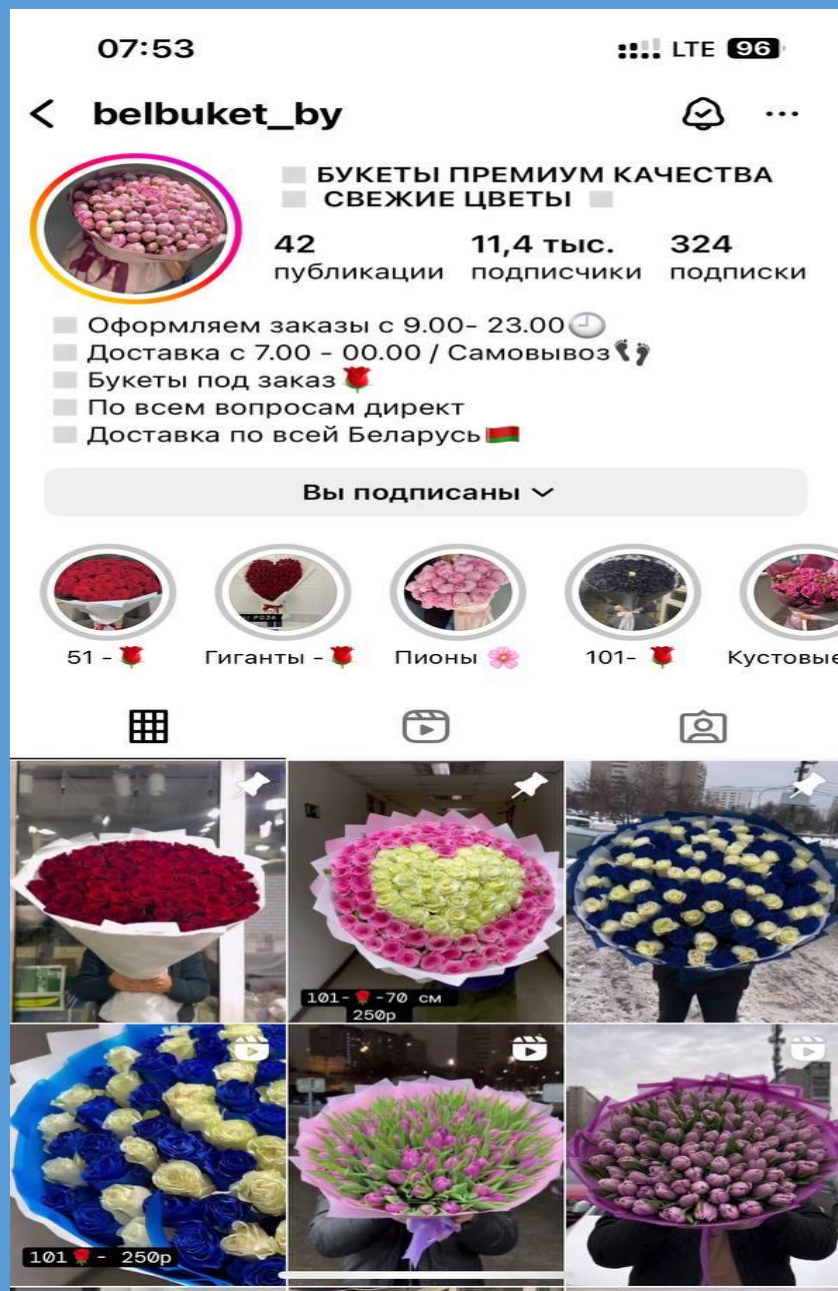 07:53
LTE 96
belbuket_by
БУКЕТЫ ПРЕМИУМ КАЧЕСТВА
СВЕЖИЕ ЦВЕТЫ
42 11,4 тыс. 324
публикации подписчики подписки
Оформляем заказы с 9.00- 23.00🕘
Доставка с 7.00 - 00.00 / Самовывоз👣
Букеты под заказ🌹
По всем вопросам директ
Доставка по всей Беларусь🇧🇾
Вы подписаны
51 -🌹 Гиганты -🌹 Пионы 🌸 101- 🌹 Кустовые
101-🌹-70 см
250р
101🌹- 250р